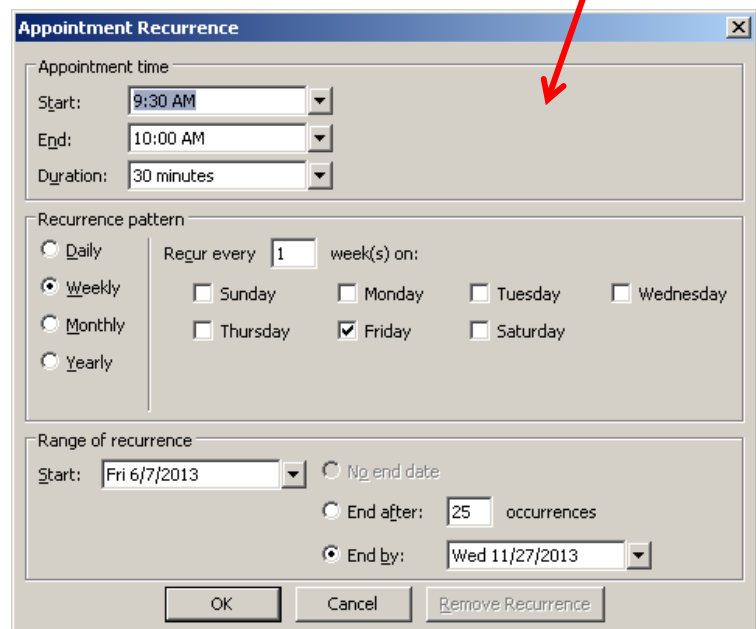 Appointment Recurrence
Appointment time
Start: 9:30 AM
End: 10:00 AM
Duration: 30 minutes
Recurrence pattern
Daily
Weekly
Monthly
Yearly
Recur every 1 week(s) on:
Sunday Monday Tuesday Wednesday
Thursday Friday Saturday
Range of recurrence
Start: Fri 6/7/2013
No end date
End after: 25 occurrences
End by: Wed 11/27/2013
OK Cancel Remove Recurrence